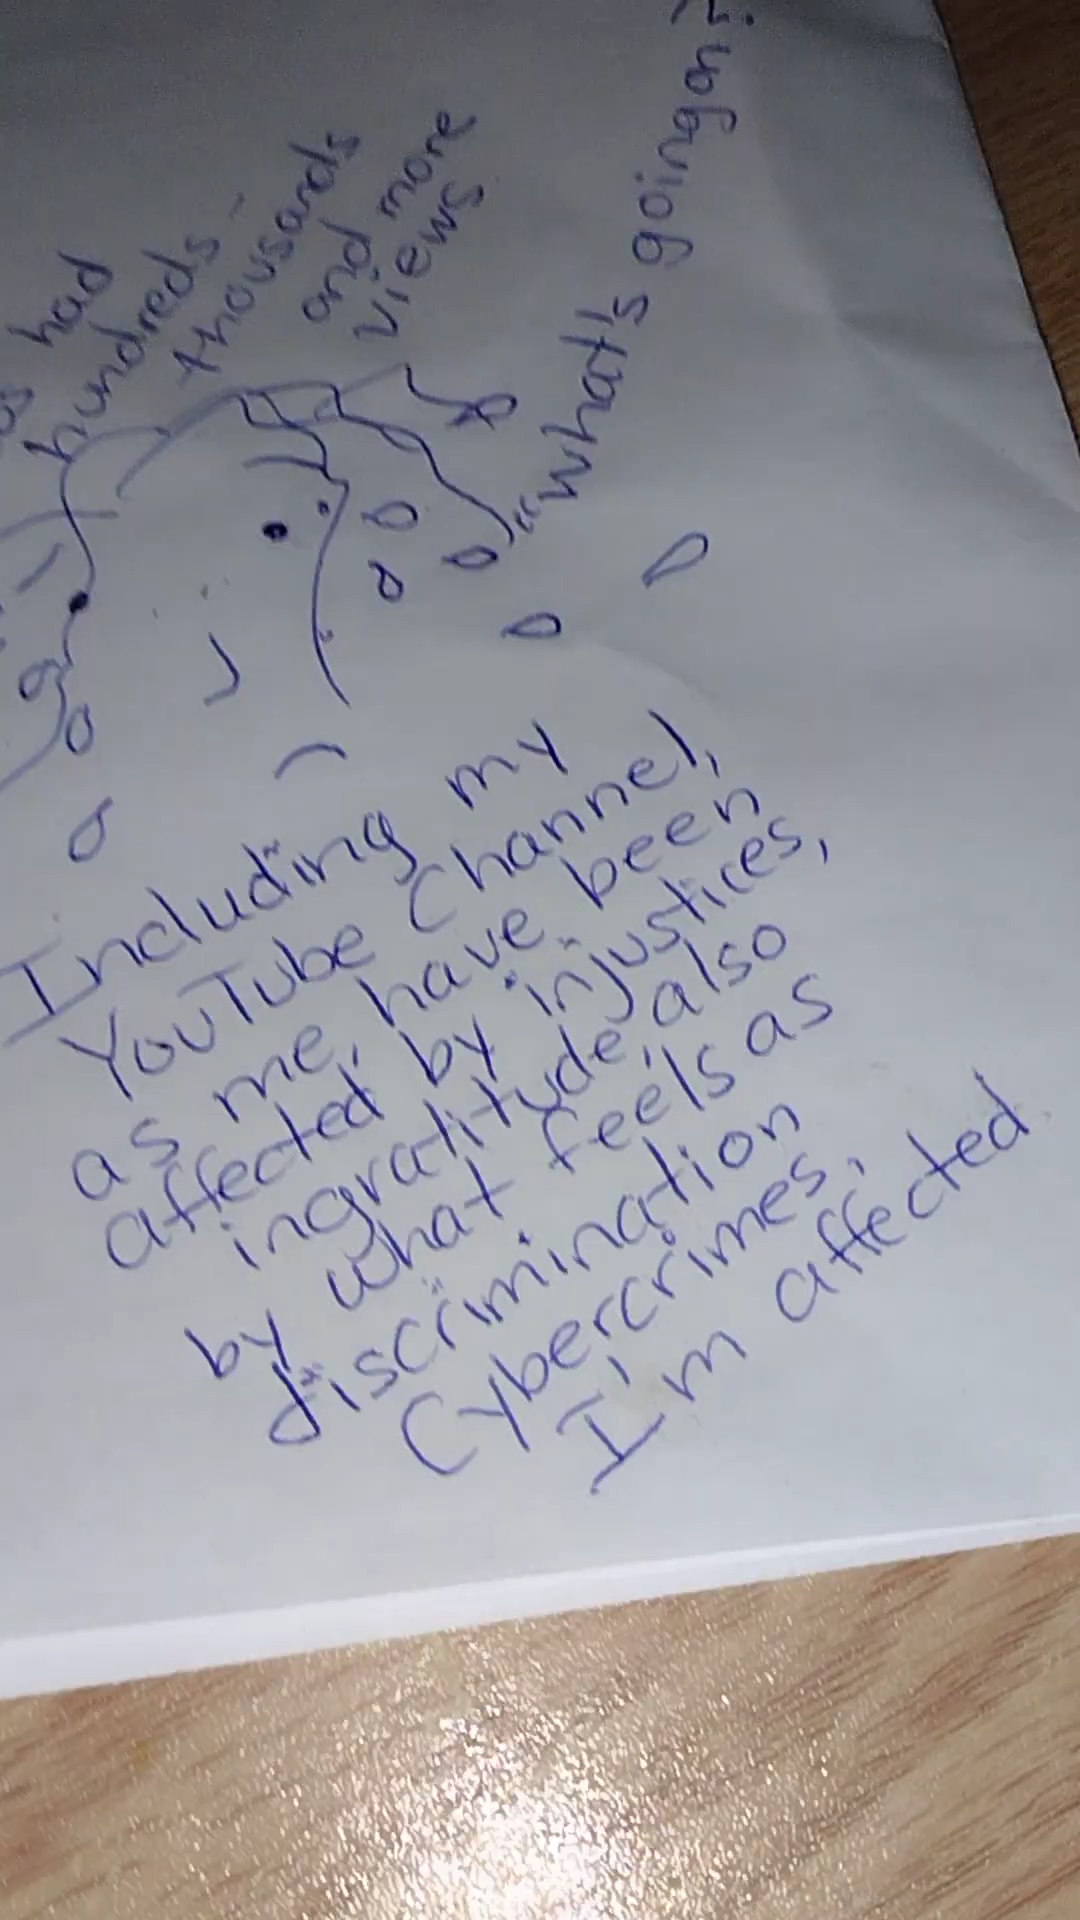 had
hundreds -
thousands
and more
views
"what's going on?
Including my
YouTube Channel,
as me, have been
affected by injustices,
ingratitude, also
by what feels as
discrimination
Cybercrimes,
I'm affected